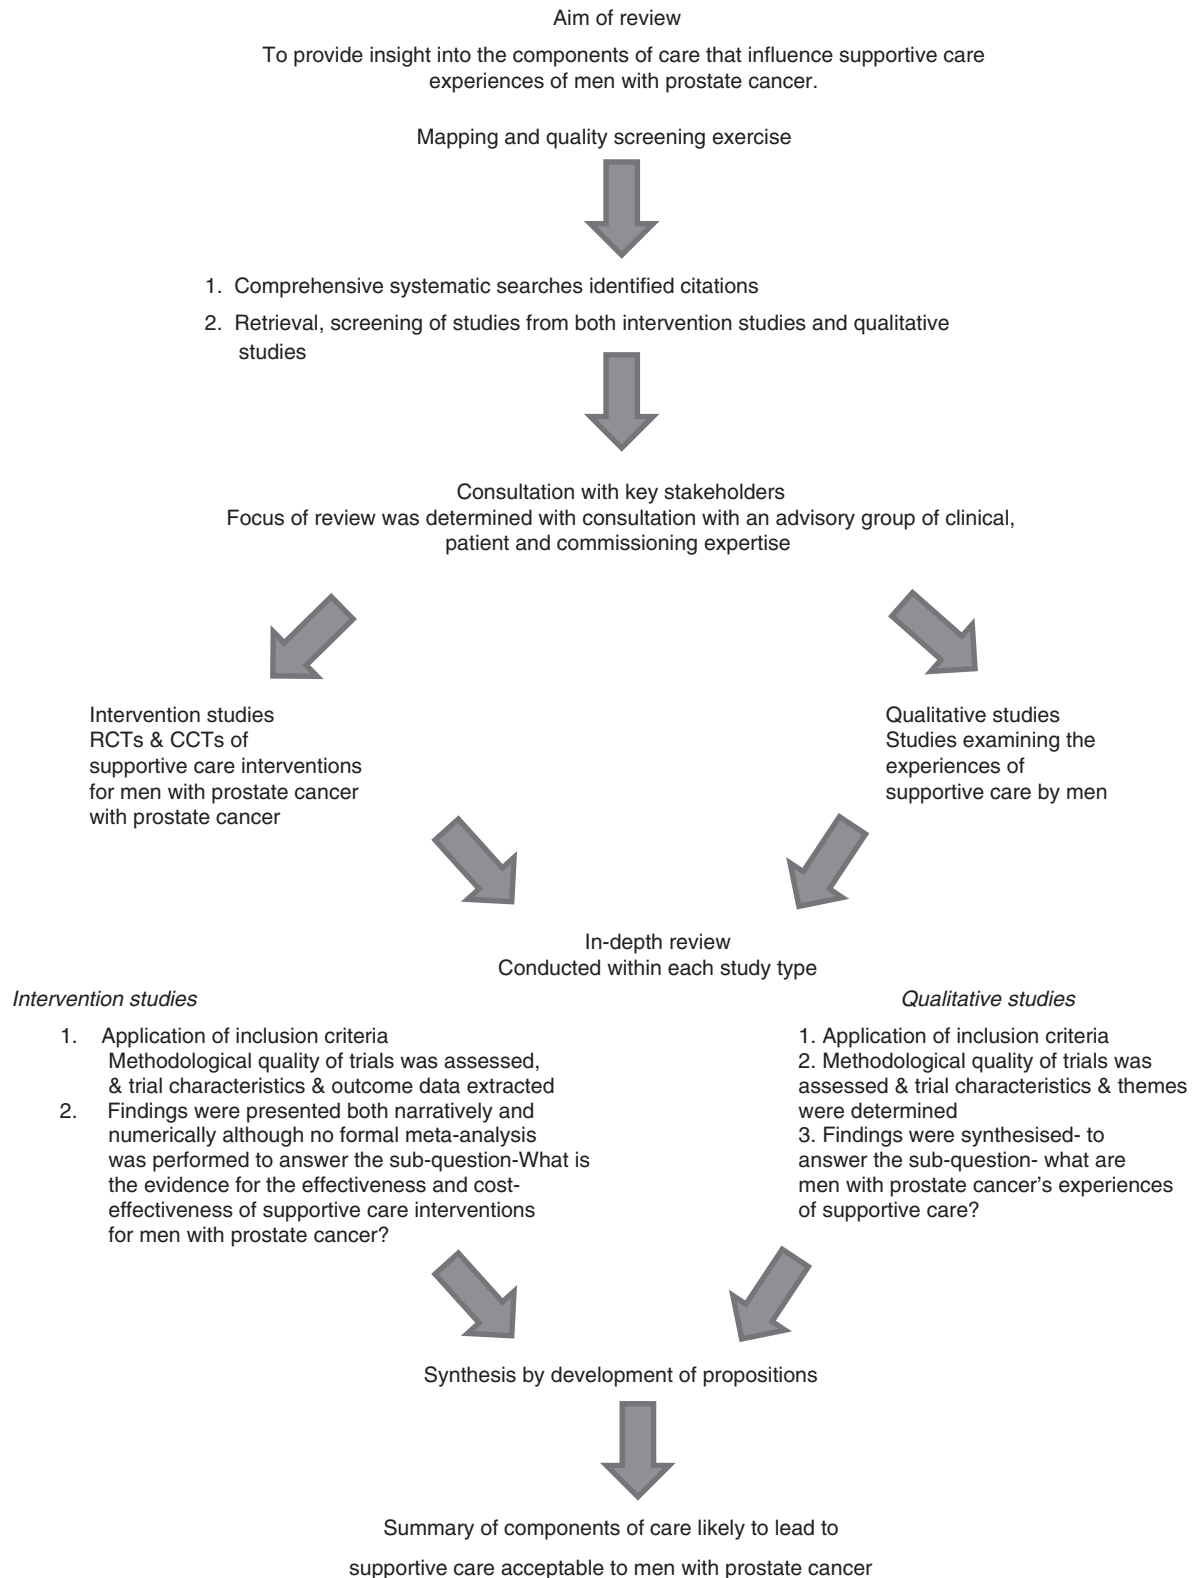 Aim of review
To provide insight into the components of care that influence supportive care
experiences of men with prostate cancer.
Mapping and quality screening exercise
1. Comprehensive systematic searches identified citations
2. Retrieval, screening of studies from both intervention studies and qualitative
studies
Consultation with key stakeholders
Focus of review was determined with consultation with an advisory group of clinical,
patient and commissioning expertise
Intervention studies
RCTs & CCTs of
supportive care interventions
for men with prostate cancer
with prostate cancer
Qualitative studies
Studies examining the
experiences of
supportive care by men
In-depth review
Conducted within each study type
Intervention studies
1. Application of inclusion criteria
Methodological quality of trials was assessed,
& trial characteristics & outcome data extracted
2. Findings were presented both narratively and
numerically although no formal meta-analysis
was performed to answer the sub-question-What is
the evidence for the effectiveness and cost-
effectiveness of supportive care interventions
for men with prostate cancer?
Qualitative studies
1. Application of inclusion criteria
2. Methodological quality of trials was
assessed & trial characteristics & themes
were determined
3. Findings were synthesised- to
answer the sub-question- what are
men with prostate cancer's experiences
of supportive care?
Synthesis by development of propositions
Summary of components of care likely to lead to
supportive care acceptable to men with prostate cancer